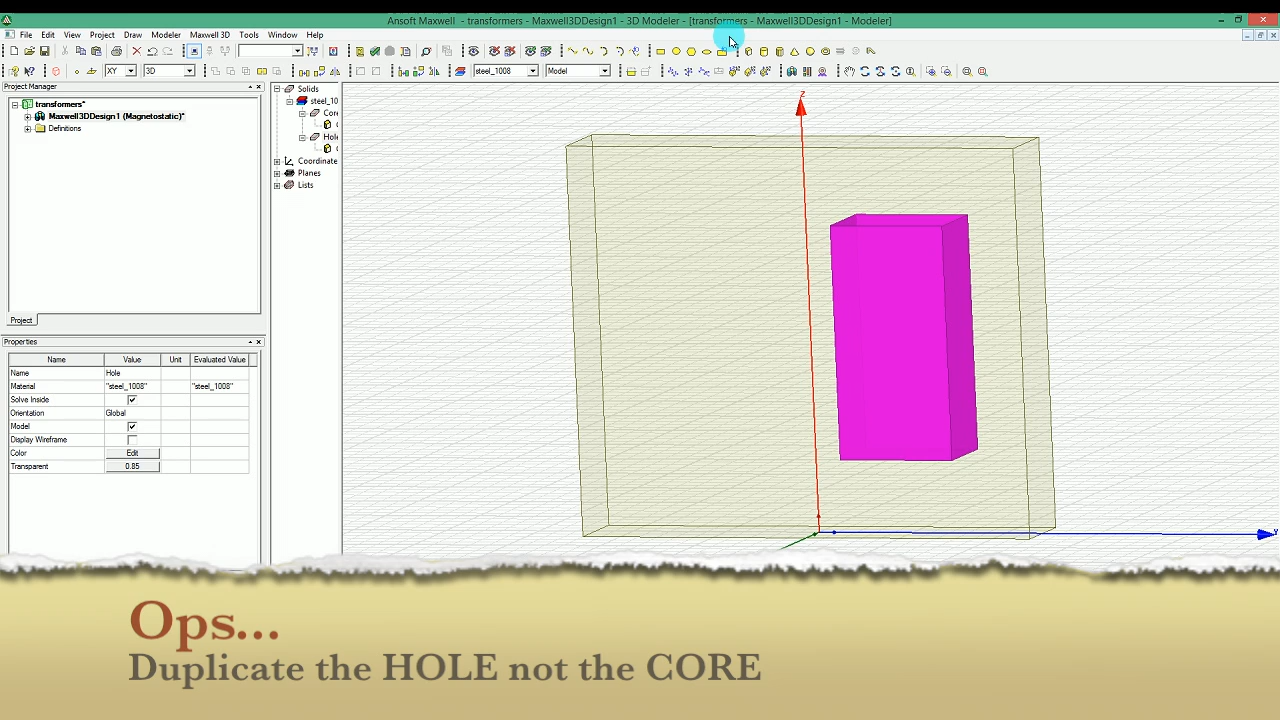 Ansoft Maxwell - transformers - Maxwell3DDesign1 - 3D Modeler - [transformers - Maxwell3DDesign1 - Modeler]
File Edit View Project Draw Modeler Maxwell 3D Tools Window Help
XY 3D steel_1008 Model
Project Manager
transformers*
Maxwell3DDesign1 (Magnetostatic)*
Definitions
Project
Solids
steel_10
Core
Hole
Coordinate
Planes
Lists
Z
Properties
Name Value Unit Evaluated Value
Name Hole
Material "steel_1008" "steel_1008"
Solve Inside
Orientation Global
Model
Display Wireframe
Color Edit
Transparent 0.85
Ops...
Duplicate the HOLE not the CORE